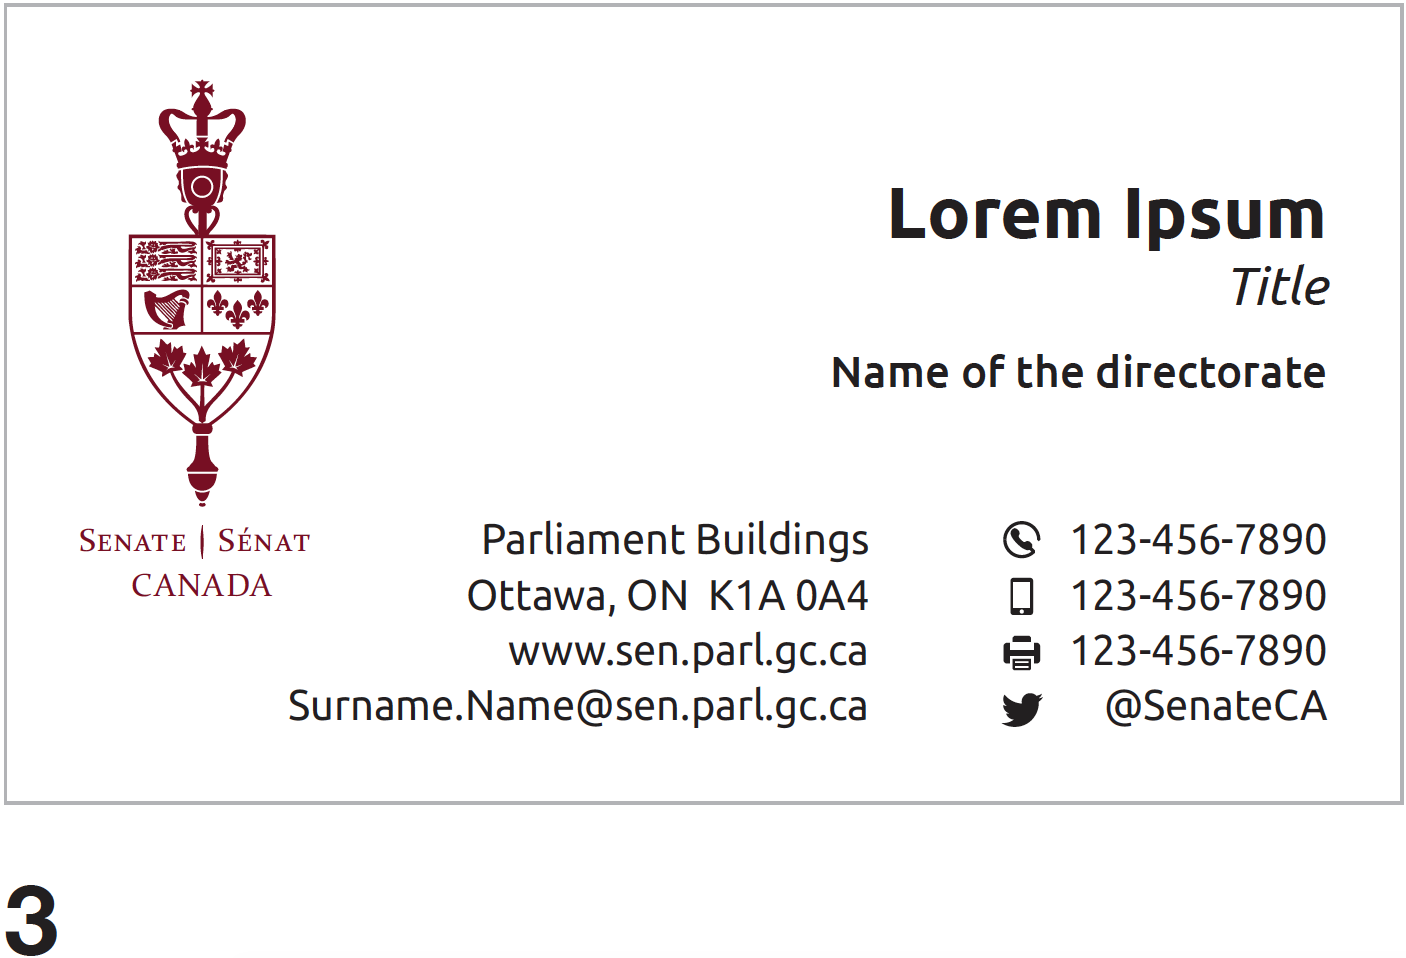 Lorem Ipsum
Title
Name of the directorate
SENATE | SÉNAT
CANADA
Parliament Buildings
Ottawa, ON  K1A 0A4
www.sen.parl.gc.ca
Surname.Name@sen.parl.gc.ca
123-456-7890
123-456-7890
123-456-7890
@SenateCA
3